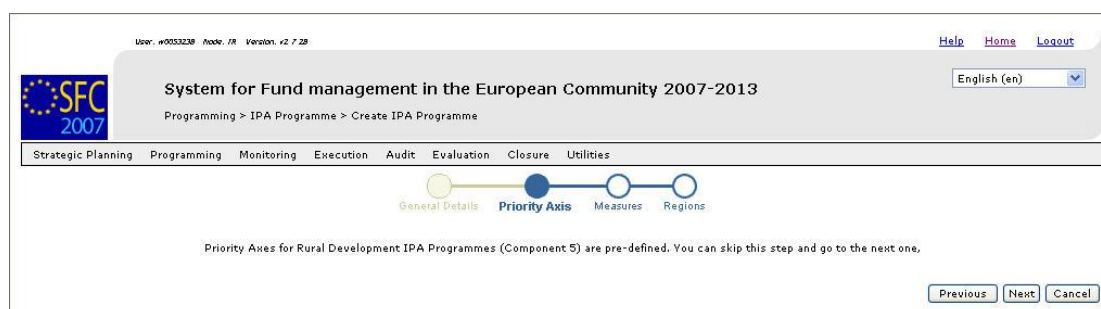 User. w0053238 Node. TR Version. v2 7 28
Help Home Logout
English (en)
SFC
2007
System for Fund management in the European Community 2007-2013
Programming > IPA Programme > Create IPA Programme
Strategic Planning Programming Monitoring Execution Audit Evaluation Closure Utilities
General Details Priority Axis Measures Regions
Priority Axes for Rural Development IPA Programmes (Component 5) are pre-defined. You can skip this step and go to the next one,
Previous Next Cancel